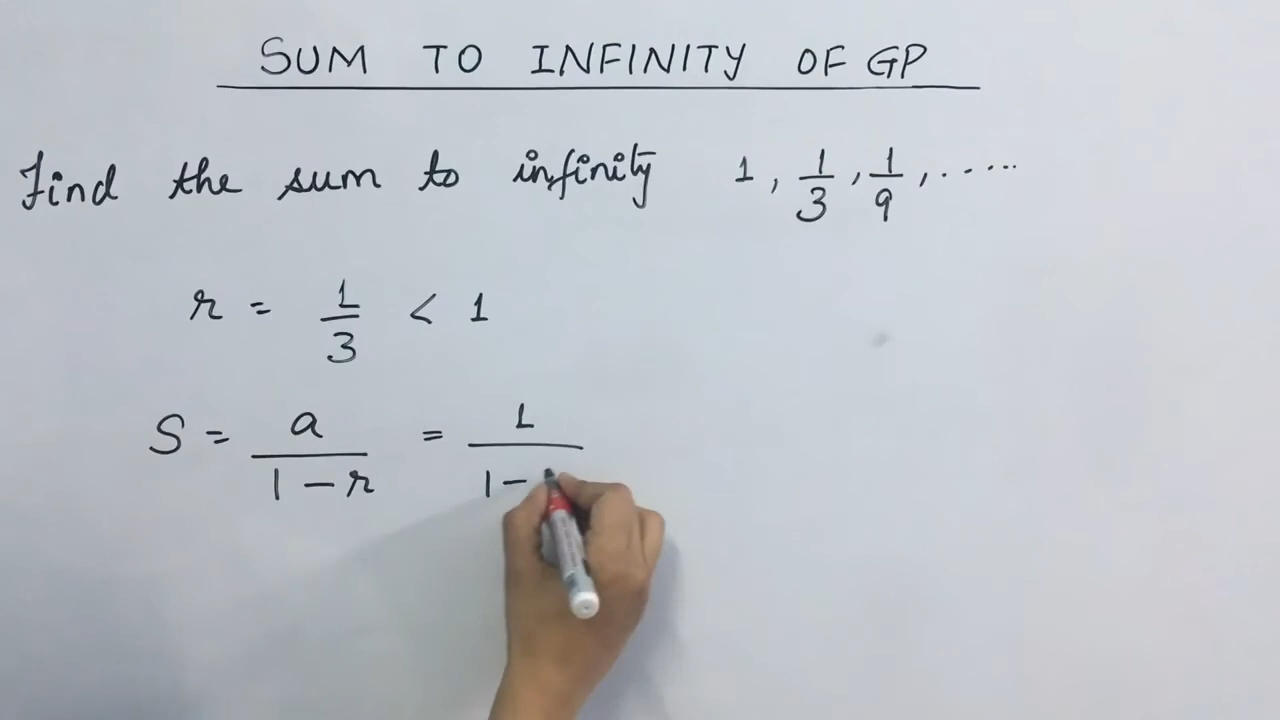 SUM TO INFINITY OF GP
Find the sum to infinity 1, 1/3, 1/9, .....
r = 1/3 < 1
S = a/(1-r) = 1/(1-